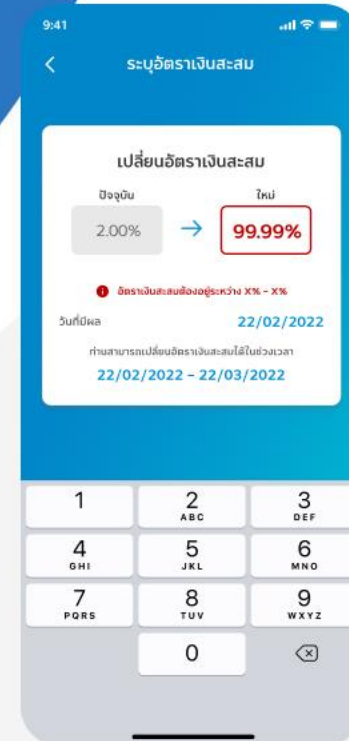 9:41
ระบุอัตราเงินสะสม
เปลี่ยนอัตราเงินสะสม
ปัจจุบัน ใหม่
2.00% → 99.99%
อัตราเงินสะสมต้องอยู่ระหว่าง X% - X%
วันที่มีผล 22/02/2022
ท่านสามารถเปลี่ยนอัตราเงินสะสมได้ในช่วงเวลา
22/02/2022 - 22/03/2022
1 2 3
ABC DEF
4 5 6
GHI JKL MNO
7 8 9
PQRS TUV WXYZ
0